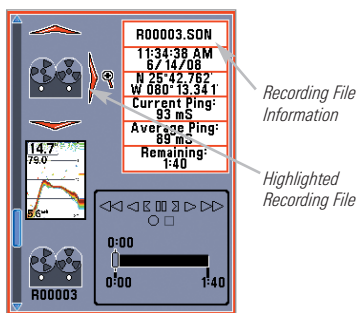 R00003.SON
11:34:38 AM
6/14/08
N 25°42.762'
W 080°13.341'
Current Ping:
93 mS
Average Ping:
89 mS
Remaining:
1:40
Recording File
Information
Highlighted
Recording File
14.7
79.0
5.6
0:00
0:00
1:40
R00003